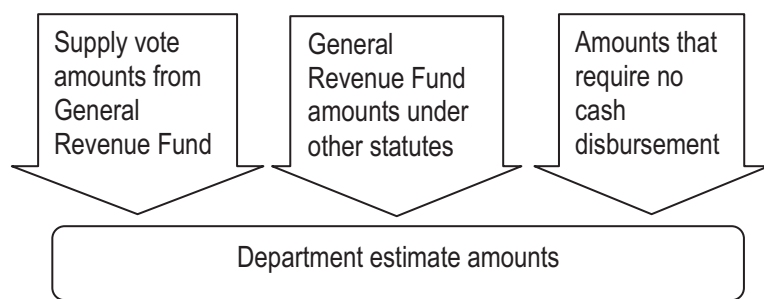 Supply vote
amounts from
General
Revenue Fund
General
Revenue Fund
amounts under
other statutes
Amounts that
require no
cash
disbursement
Department estimate amounts